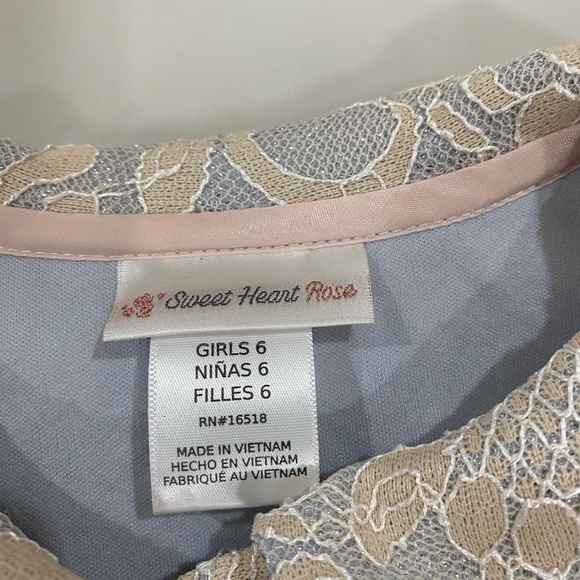 Sweet Heart Rose
GIRLS 6
NIÑAS 6
FILLES 6
RN#16518
MADE IN VIETNAM
HECHO EN VIETNAM
FABRIQUÉ AU VIETNAM